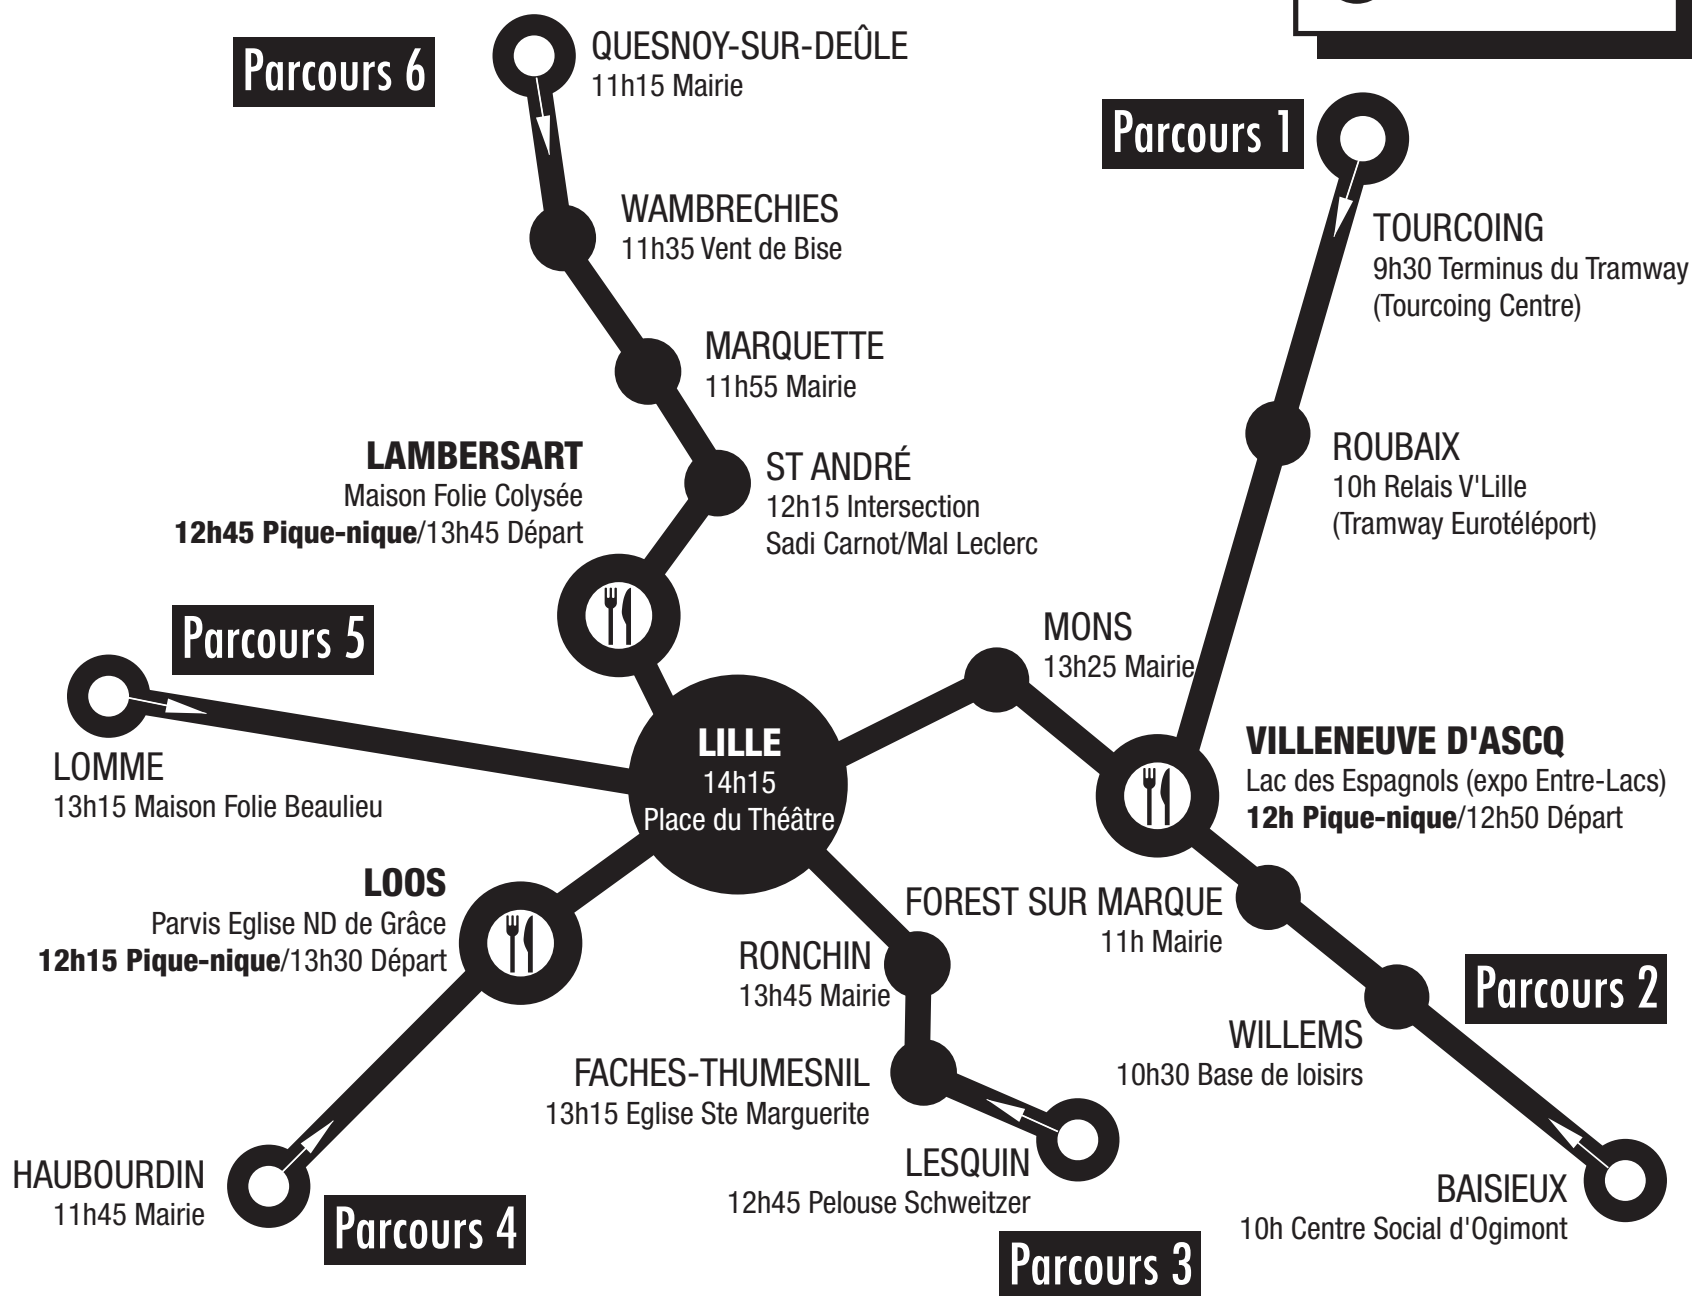 Parcours 6
QUESNOY-SUR-DEÛLE
11h15 Mairie
Parcours 1
WAMBRECHIES
11h35 Vent de Bise
TOURCOING
9h30 Terminus du Tramway
(Tourcoing Centre)
MARQUETTE
11h55 Mairie
LAMBERSART
Maison Folie Colysée
12h45 Pique-nique/13h45 Départ
ST ANDRÉ
12h15 Intersection
Sadi Carnot/Mal Leclerc
ROUBAIX
10h Relais V'Lille
(Tramway Eurotéléport)
Parcours 5
MONS
13h25 Mairie
LOMME
13h15 Maison Folie Beaulieu
LILLE
14h15
Place du Théâtre
VILLENEUVE D'ASCQ
Lac des Espagnols (expo Entre-Lacs)
12h Pique-nique/12h50 Départ
LOOS
Parvis Eglise ND de Grâce
12h15 Pique-nique/13h30 Départ
FOREST SUR MARQUE
11h Mairie
RONCHIN
13h45 Mairie
Parcours 2
WILLEMS
10h30 Base de loisirs
FACHES-THUMESNIL
13h15 Eglise Ste Marguerite
LESQUIN
12h45 Pelouse Schweitzer
HAUBOURDIN
11h45 Mairie
BAISIEUX
10h Centre Social d'Ogimont
Parcours 4
Parcours 3